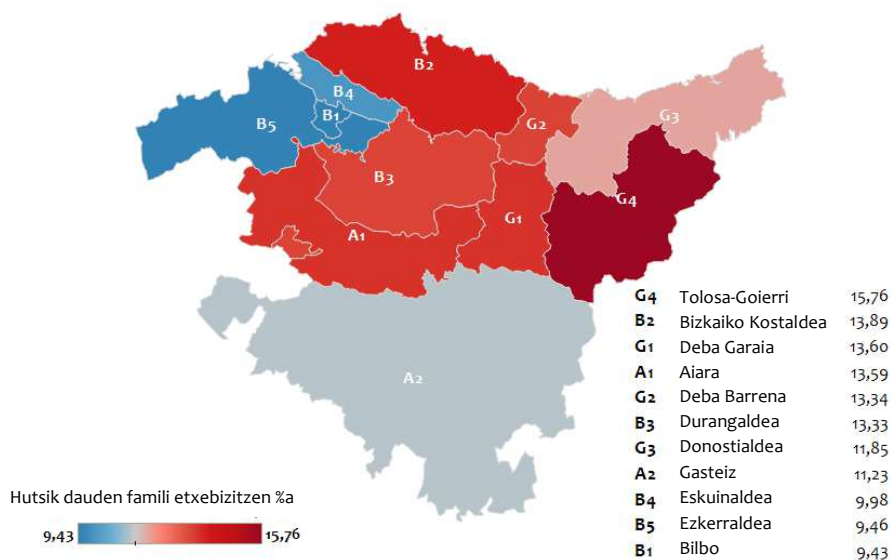 B2
B4
B1
B5
G2
G3
B3
G4
G1
A1
A2
G4 Tolosa-Goierri 15,76
B2 Bizkaiko Kostaldea 13,89
G1 Deba Garaia 13,60
A1 Aiara 13,59
G2 Deba Barrena 13,34
B3 Durangaldea 13,33
G3 Donostialdea 11,85
A2 Gasteiz 11,23
B4 Eskuinaldea 9,98
B5 Ezkerraldea 9,46
B1 Bilbo 9,43
Hutsik dauden famili etxebizitzen %a
9,43 15,76